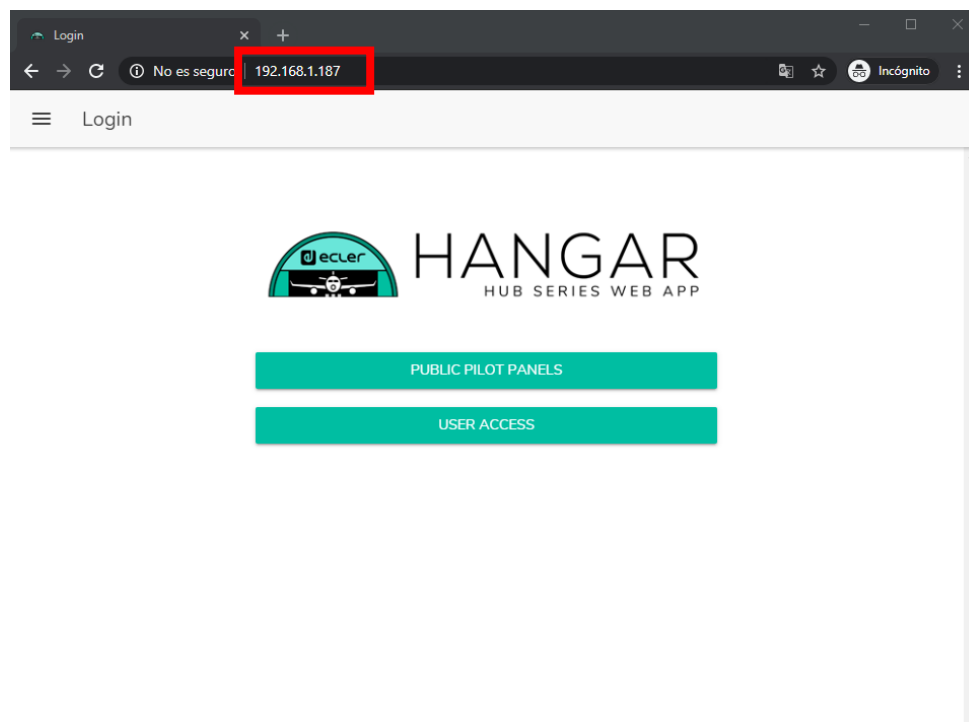 Login
No es seguro
192.168.1.187
Incógnito
Login
ecler
HANGAR
HUB SERIES WEB APP
PUBLIC PILOT PANELS
USER ACCESS